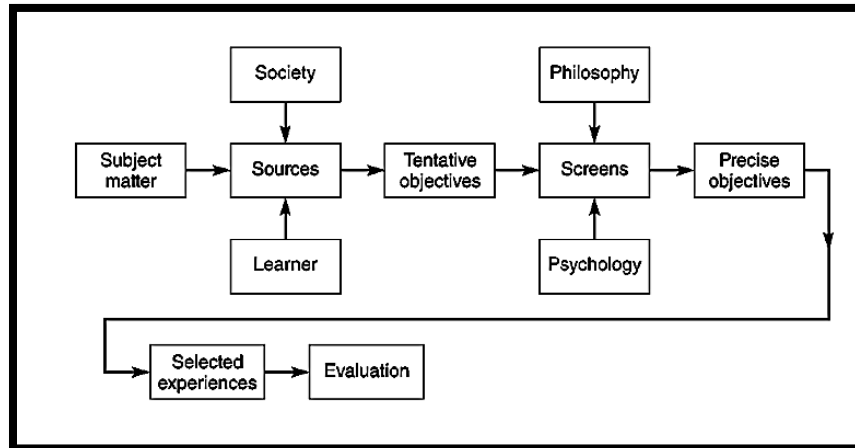 Society
Philosophy
Subject
matter
Sources
Tentative
objectives
Screens
Precise
objectives
Learner
Psychology
Selected
experiences
Evaluation